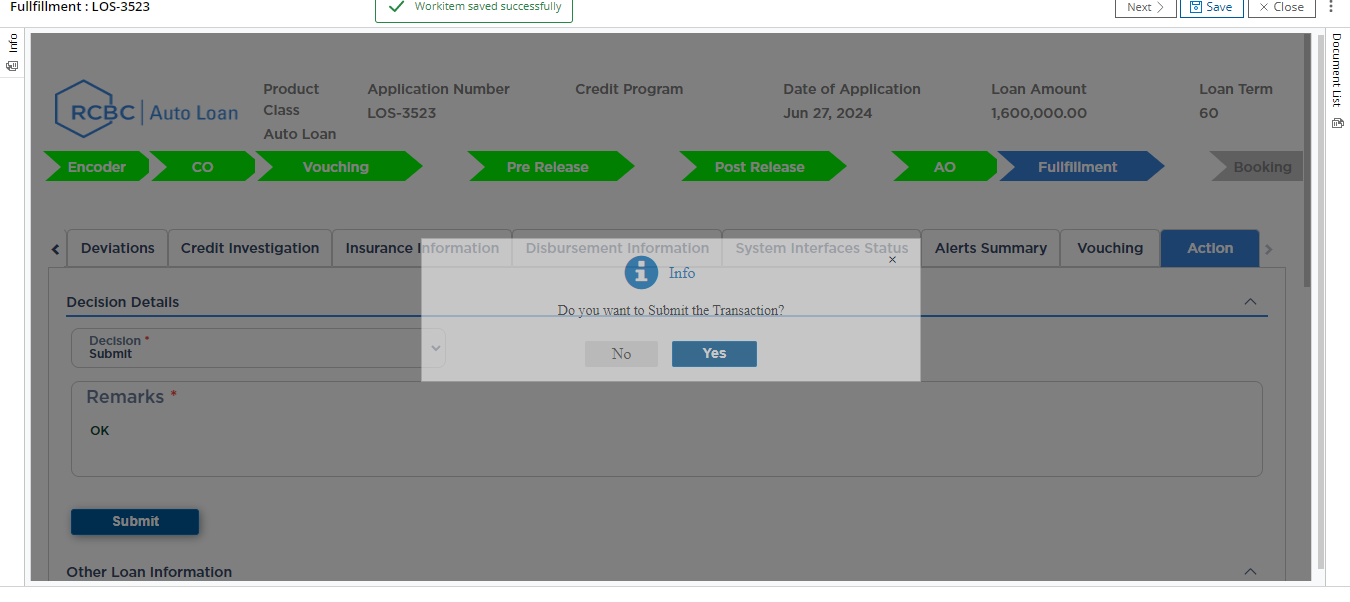 Fullfillment : LOS-3523
Workitem saved successfully
Next
Save
Close
Info
Document List
RCBC Auto Loan
Product Class
Auto Loan
Application Number
LOS-3523
Credit Program
Date of Application
Jun 27, 2024
Loan Amount
1,600,000.00
Loan Term
60
Encoder
CO
Vouching
Pre Release
Post Release
AO
Fullfillment
Booking
Deviations
Credit Investigation
Insurance Information
Disbursement Information
System Interfaces Status
Alerts Summary
Vouching
Action
Info
Do you want to Submit the Transaction?
No
Yes
Decision Details
Decision *
Submit
Remarks *
OK
Submit
Other Loan Information